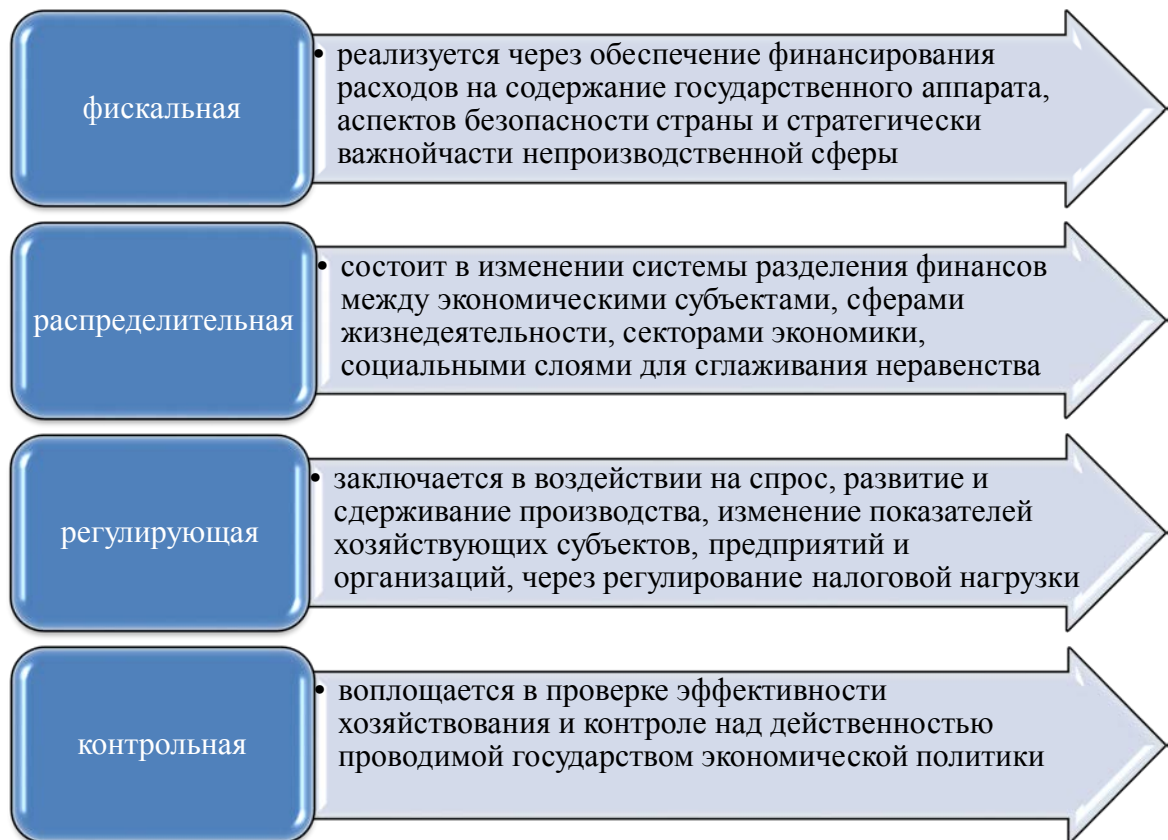 фискальная
• реализуется через обеспечение финансирования
расходов на содержание государственного аппарата,
аспектов безопасности страны и стратегически
важнойчасти непроизводственной сферы
распределительная
• состоит в изменении системы разделения финансов
между экономическими субъектами, сферами
жизнедеятельности, секторами экономики,
социальными слоями для сглаживания неравенства
регулирующая
• заключается в воздействии на спрос, развитие и
сдерживание производства, изменение показателей
хозяйствующих субъектов, предприятий и
организаций, через регулирование налоговой нагрузки
контрольная
• воплощается в проверке эффективности
хозяйствования и контроле над действенностью
проводимой государством экономической политики